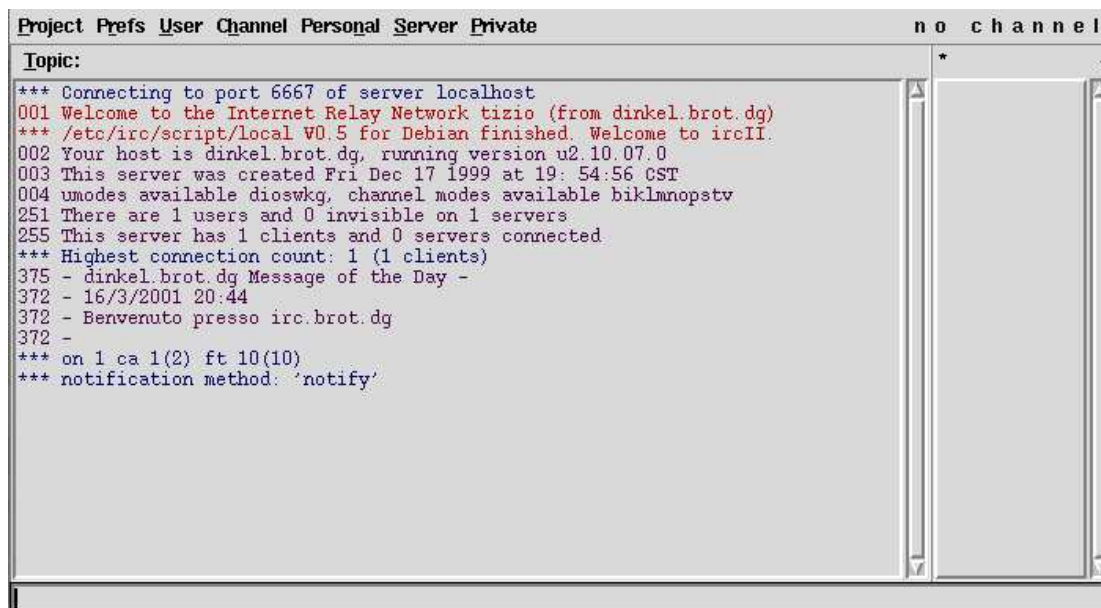 Project Prefs User Channel Personal Server Private no channel
Topic: *
*** Connecting to port 6667 of server localhost
001 Welcome to the Internet Relay Network tizio (from dinkel.brot.dg)
*** /etc/irc/script/local V0.5 for Debian finished. Welcome to ircII.
002 Your host is dinkel.brot.dg, running version u2.10.07.0
003 This server was created Fri Dec 17 1999 at 19: 54:56 CST
004 umodes available dioswkg, channel modes available biklmnopstv
251 There are 1 users and 0 invisible on 1 servers
255 This server has 1 clients and 0 servers connected
*** Highest connection count: 1 (1 clients)
375 - dinkel.brot.dg Message of the Day -
372 - 16/3/2001 20:44
372 - Benvenuto presso irc.brot.dg
372 -
*** on 1 ca 1(2) ft 10(10)
*** notification method: 'notify'